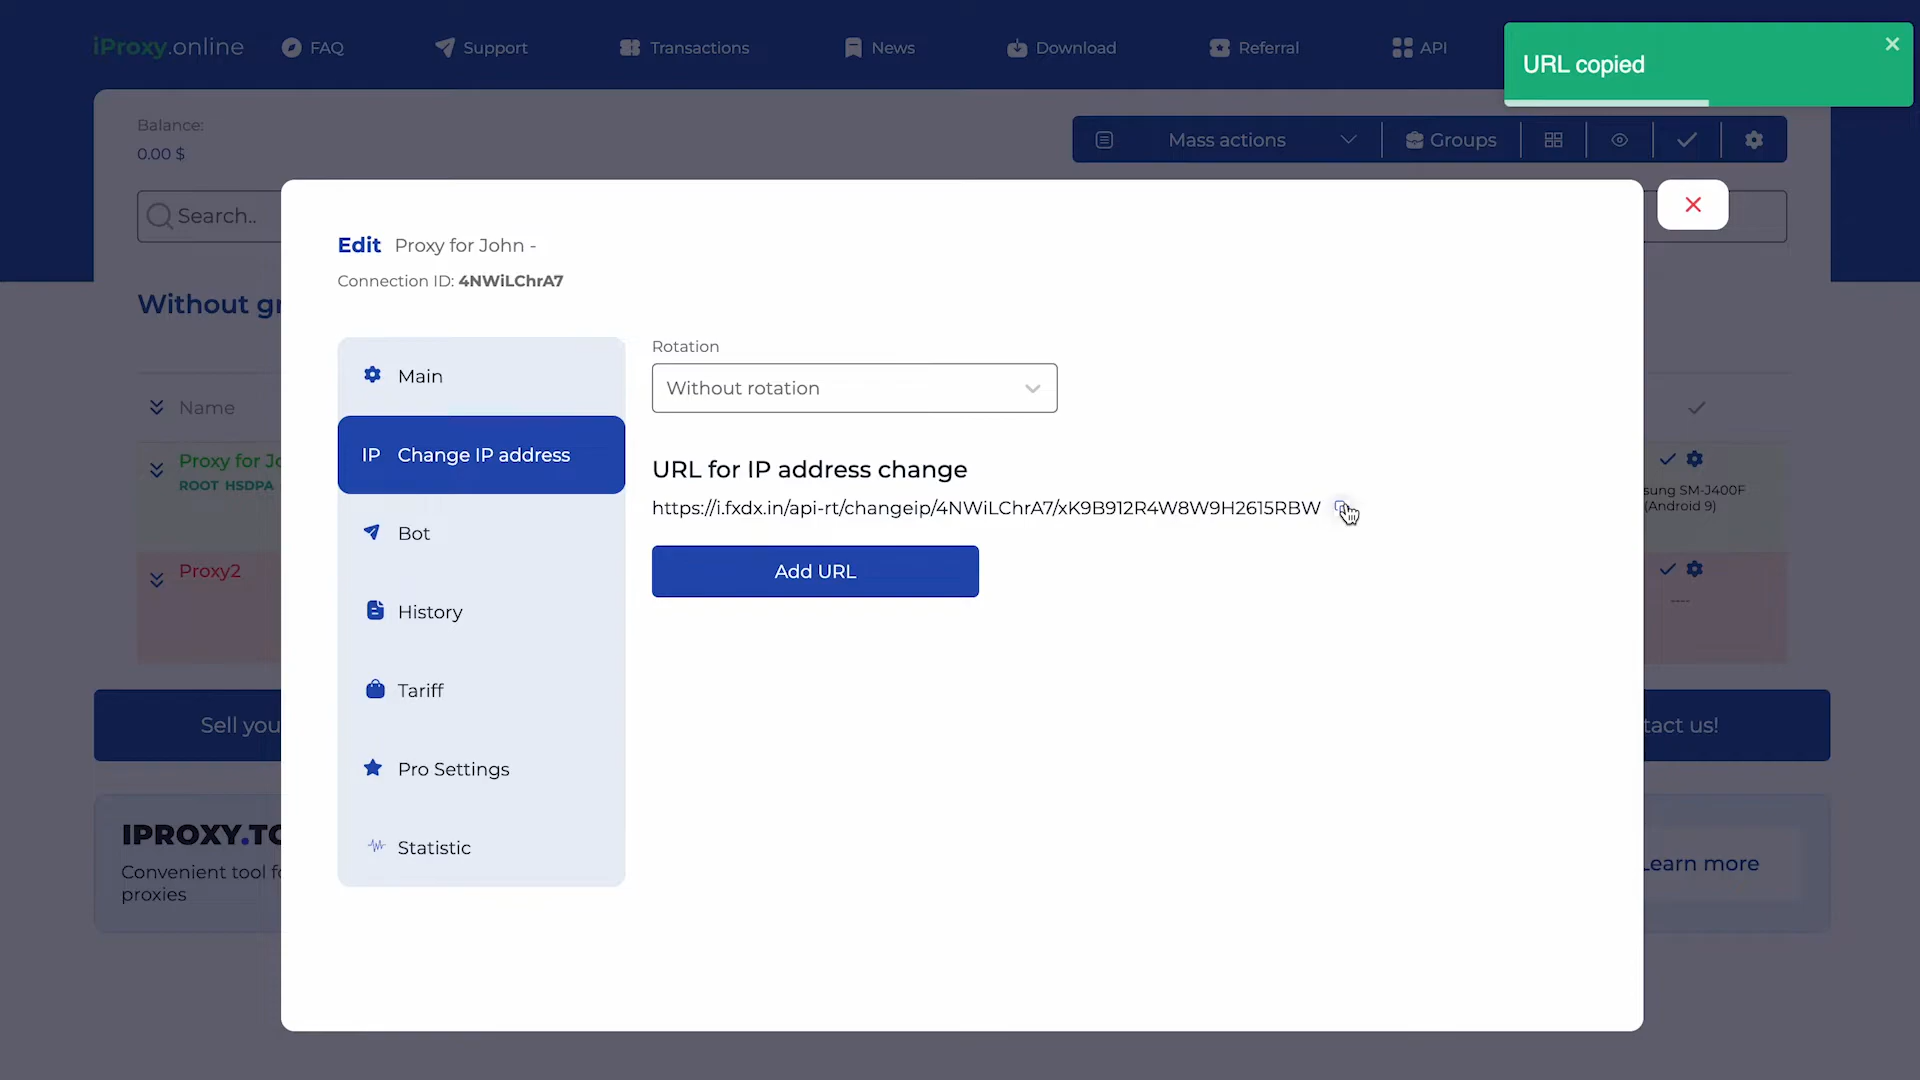 iProxy.online
FAQ
Support
Transactions
News
Download
Referral
API
URL copied
Balance:
0.00 $
Mass actions
Groups
Search..
Edit Proxy for John -
Connection ID: 4NWiLChrA7
Without gr
Main
IP Change IP address
Bot
History
Tariff
Pro Settings
Statistic
Rotation
Without rotation
URL for IP address change
https://i.fxdx.in/api-rt/changeip/4NWiLChrA7/xK9B912R4W8W9H2615RBW
Add URL
Name
Proxy for Jo
ROOT HSDPA
sung SM-J400F
(Android 9)
Proxy2
----
Sell you
tact us!
IPROXY.TO
Convenient tool fo
proxies
Learn more